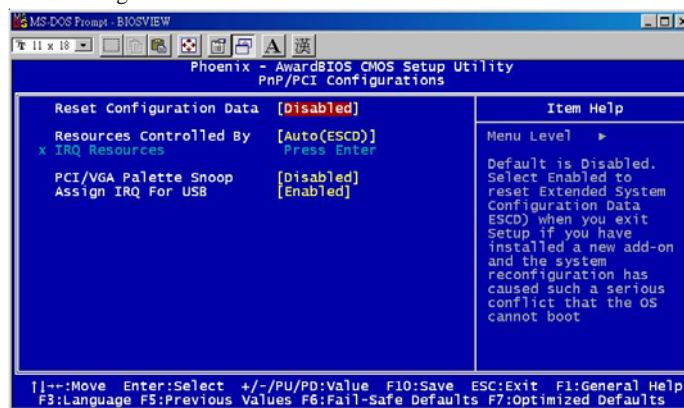 MS-DOS Prompt - BIOSVIEW
11 x 18
A 漢
Phoenix - AwardBIOS CMOS Setup Utility
PnP/PCI Configurations
Reset Configuration Data [Disabled]
Resources Controlled By [Auto(ESCD)]
x IRQ Resources Press Enter
PCI/VGA Palette Snoop [Disabled]
Assign IRQ For USB [Enabled]
Item Help
Menu Level ►
Default is Disabled.
Select Enabled to
reset Extended System
Configuration Data
ESCD) when you exit
Setup if you have
installed a new add-on
and the system
reconfiguration has
caused such a serious
conflict that the OS
cannot boot
↑↓→←:Move Enter:Select +/-/PU/PD:Value F10:Save ESC:Exit F1:General Help
F3:Language F5:Previous Values F6:Fail-Safe Defaults F7:Optimized Defaults